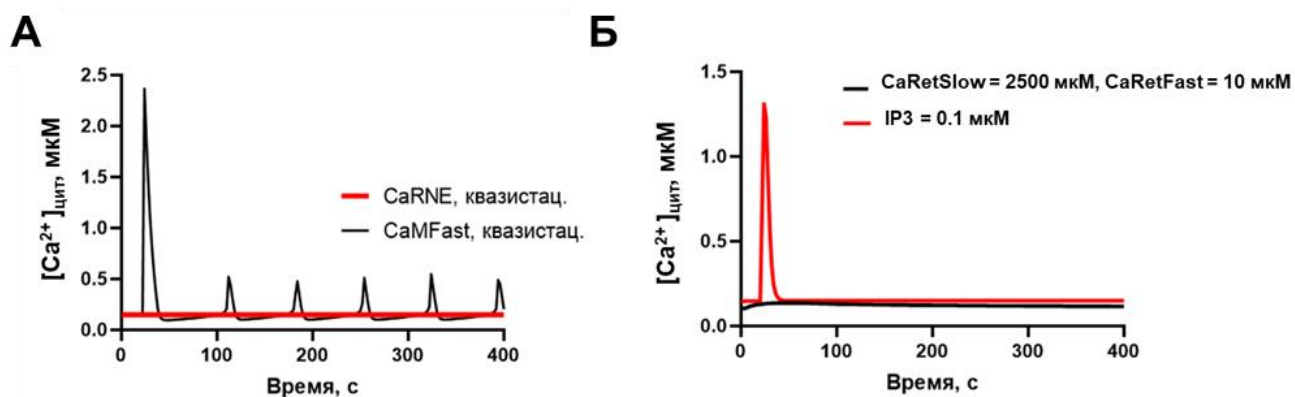 А
[Ca²⁺]цит, мкМ
2.5
2.0
1.5
1.0
0.5
0.0
CaRNE, квазистац.
CaMFast, квазистац.
0 100 200 300 400
Время, с
Б
[Ca²⁺]цит, мкМ
1.5
1.0
0.5
0.0
CaRetSlow = 2500 мкМ, CaRetFast = 10 мкМ
IP3 = 0.1 мкМ
0 100 200 300 400
Время, с